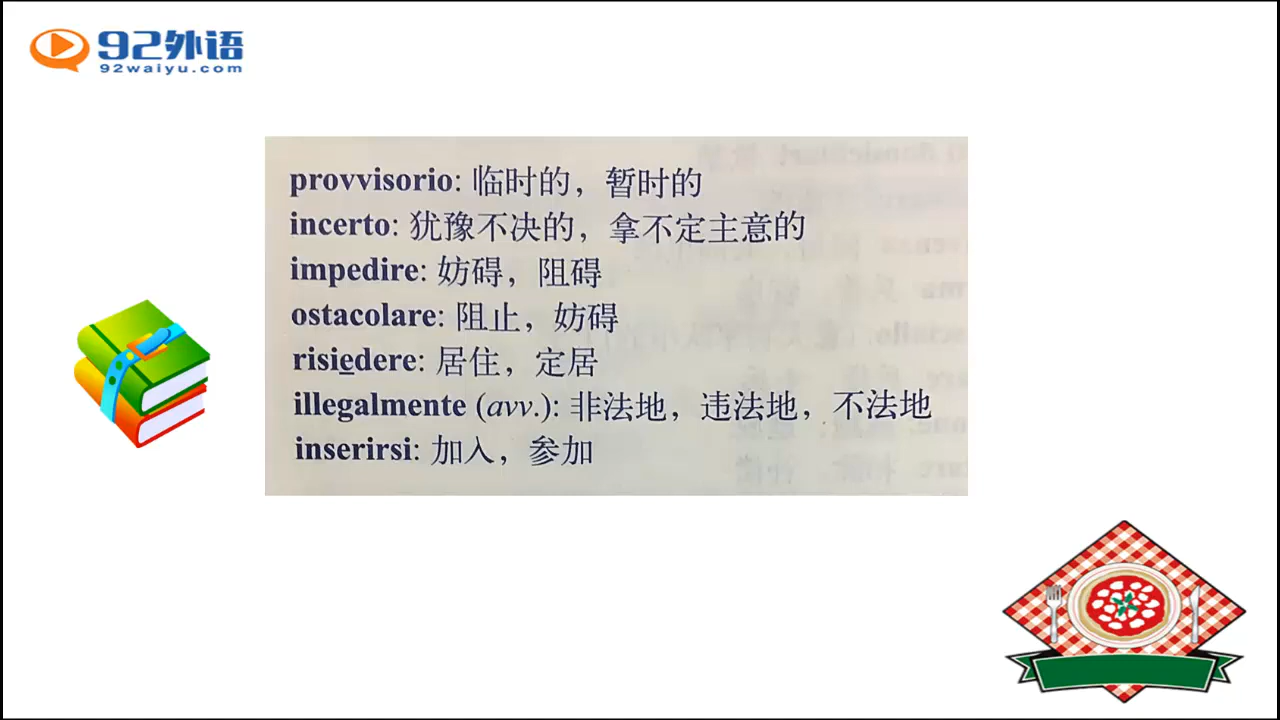 92外语
92waiyu.com
provvisorio: 临时的，暂时的
incerto: 犹豫不决的，拿不定主意的
impedire: 妨碍，阻碍
ostacolare: 阻止，妨碍
risiedere: 居住，定居
illegalmente (avv.): 非法地，违法地，不法地
inserirsi: 加入，参加